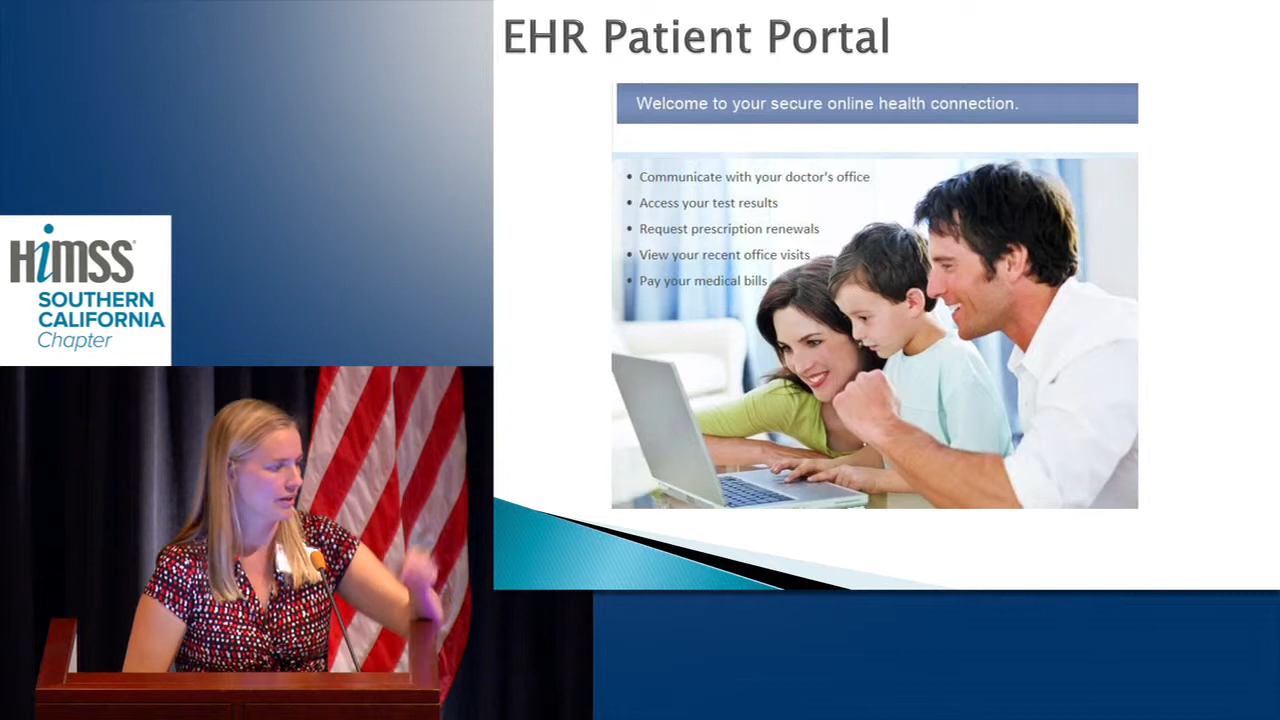 EHR Patient Portal
Welcome to your secure online health connection.
• Communicate with your doctor's office
• Access your test results
• Request prescription renewals
• View your recent office visits
• Pay your medical bills
HiMSS
SOUTHERN
CALIFORNIA
Chapter